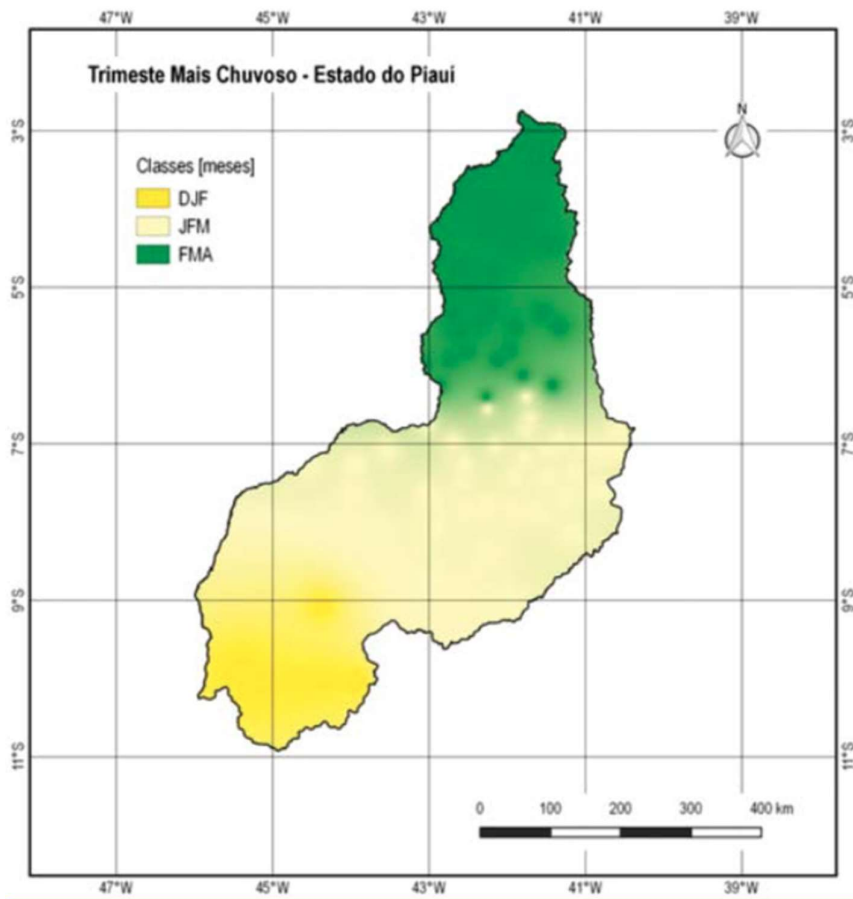 47°W 45°W 43°W 41°W 39°W
Trimeste Mais Chuvoso - Estado do Piauí
N
3°S 3°S
Classes [meses]
DJF
JFM
FMA
5°S 5°S
7°S 7°S
9°S 9°S
11°S 11°S
0 100 200 300 400 km
47°W 45°W 43°W 41°W 39°W